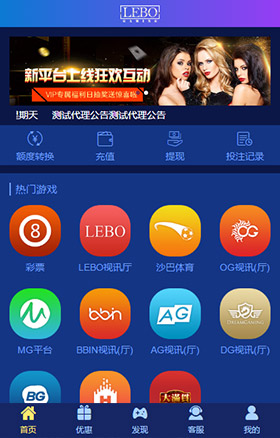 LEBO
GAMING
新平台上线狂欢互动
VIP专属福利日抽奖送惊喜啦
期天 测试代理公告测试代理公告
额度转换 充值 提现 投注记录
热门游戏
8 LEBO OG
彩票 LEBO视讯厅 沙巴体育 OG视讯(厅)
bbin AG DREAMGAMING
MG平台 BBIN视讯(厅) AG视讯(厅) DG视讯(厅)
BG 大满贯
首页 优惠 发现 客服 我的